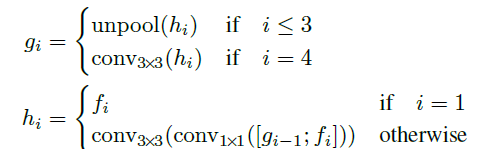 g_i = { unpool(h_i) if i ≤ 3
conv_{3×3}(h_i) if i = 4
h_i = { f_i if i = 1
conv_{3×3}(conv_{1×1}([g_{i−1}; f_i])) otherwise